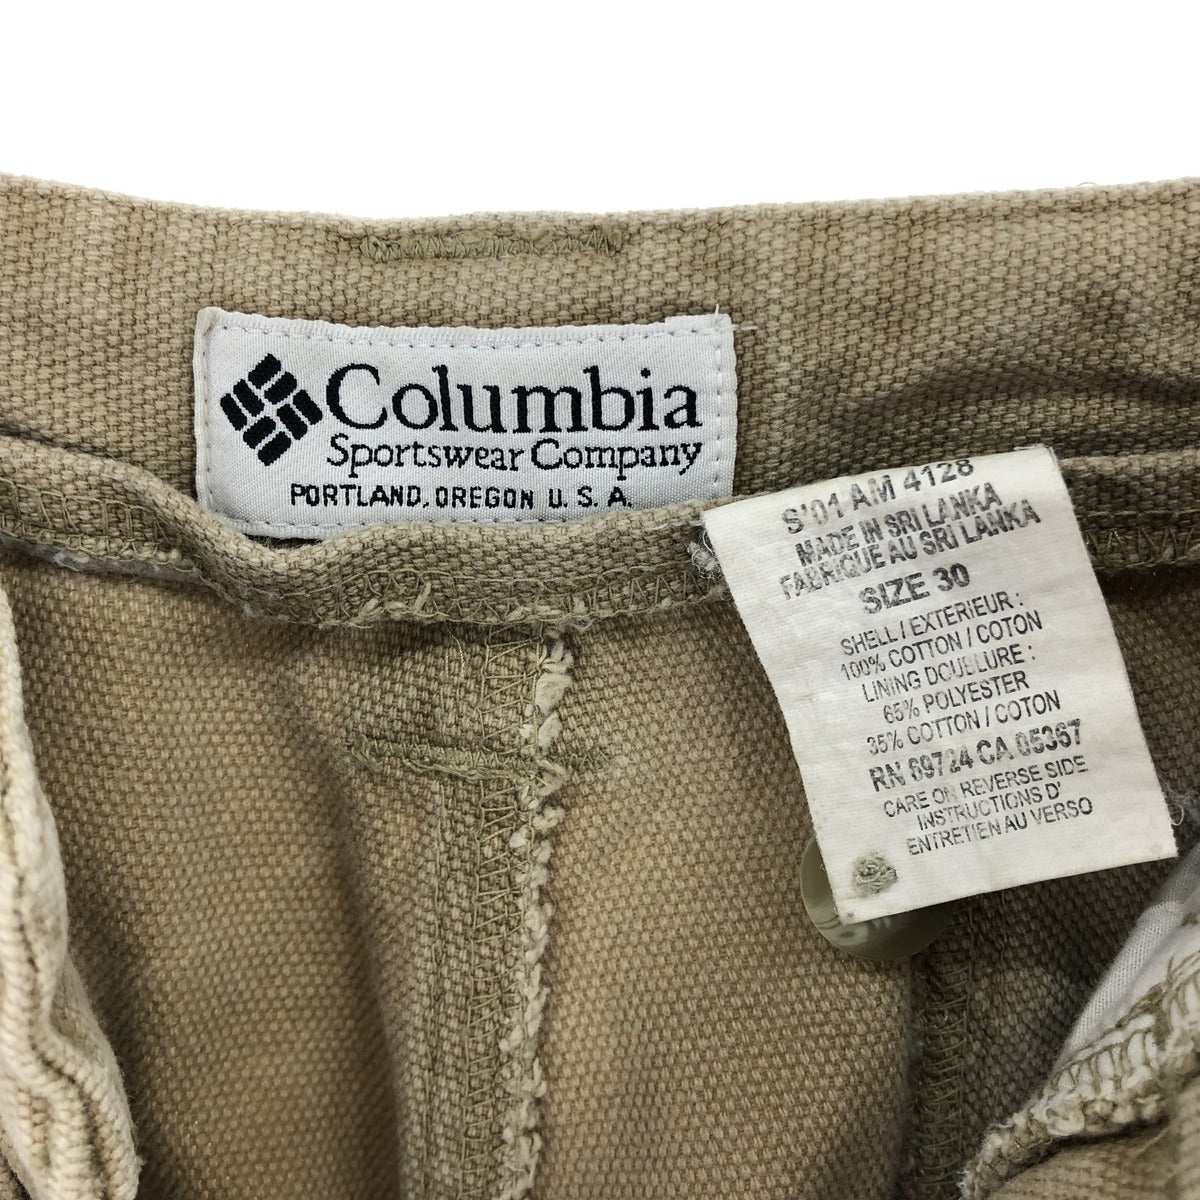 Columbia
Sportswear Company
PORTLAND, OREGON U. S. A.
S'01 AM 4128
MADE IN SRI LANKA
FABRIQUE AU SRI LANKA
SIZE 30
SHELL / EXTERIEUR :
100% COTTON / COTON
LINING DOUBLURE :
65% POLYESTER
35% COTTON / COTON
RN 69724 CA 05367
CARE ON REVERSE SIDE
INSTRUCTIONS D'
ENTRETIEN AU VERSO